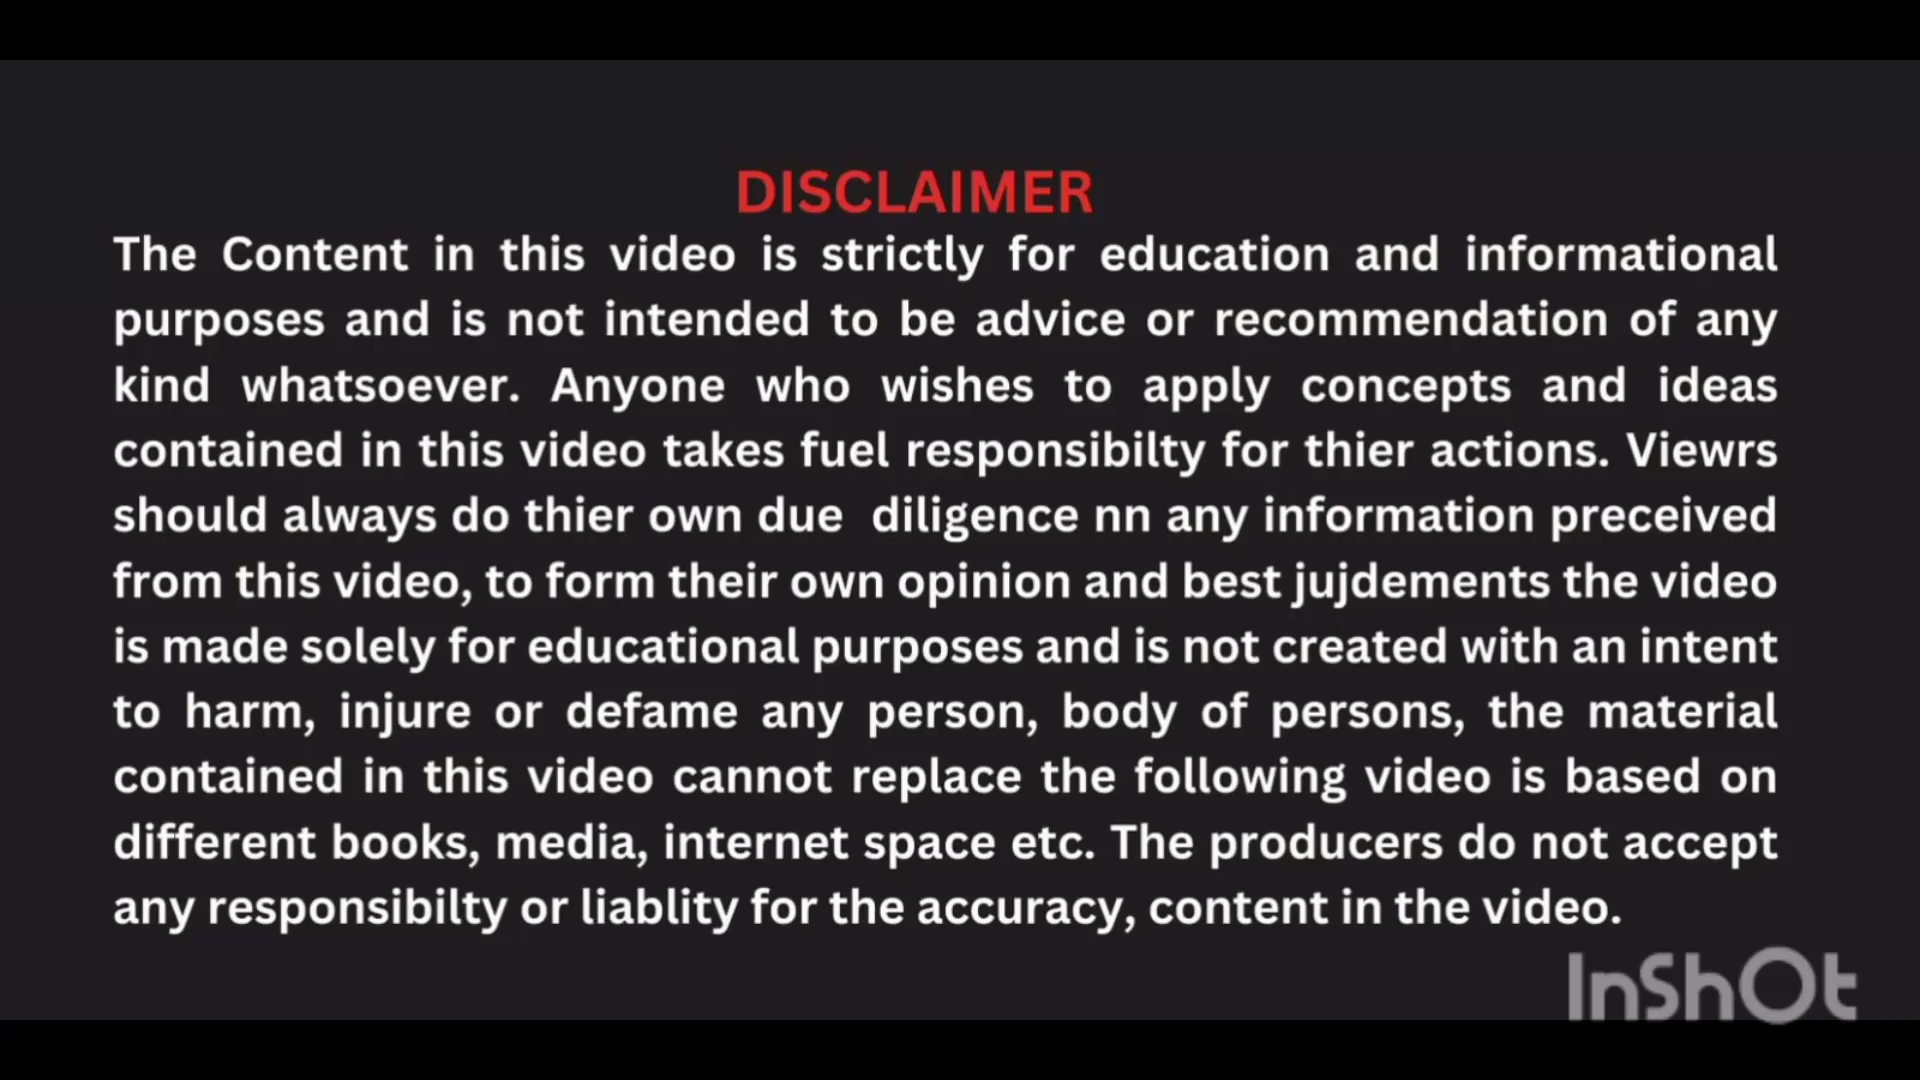 DISCLAIMER
The Content in this video is strictly for education and informational
purposes and is not intended to be advice or recommendation of any
kind whatsoever. Anyone who wishes to apply concepts and ideas
contained in this video takes fuel responsibilty for thier actions. Viewrs
should always do thier own due diligence nn any information preceived
from this video, to form their own opinion and best jujdements the video
is made solely for educational purposes and is not created with an intent
to harm, injure or defame any person, body of persons, the material
contained in this video cannot replace the following video is based on
different books, media, internet space etc. The producers do not accept
any responsibilty or liablity for the accuracy, content in the video.
InShOt